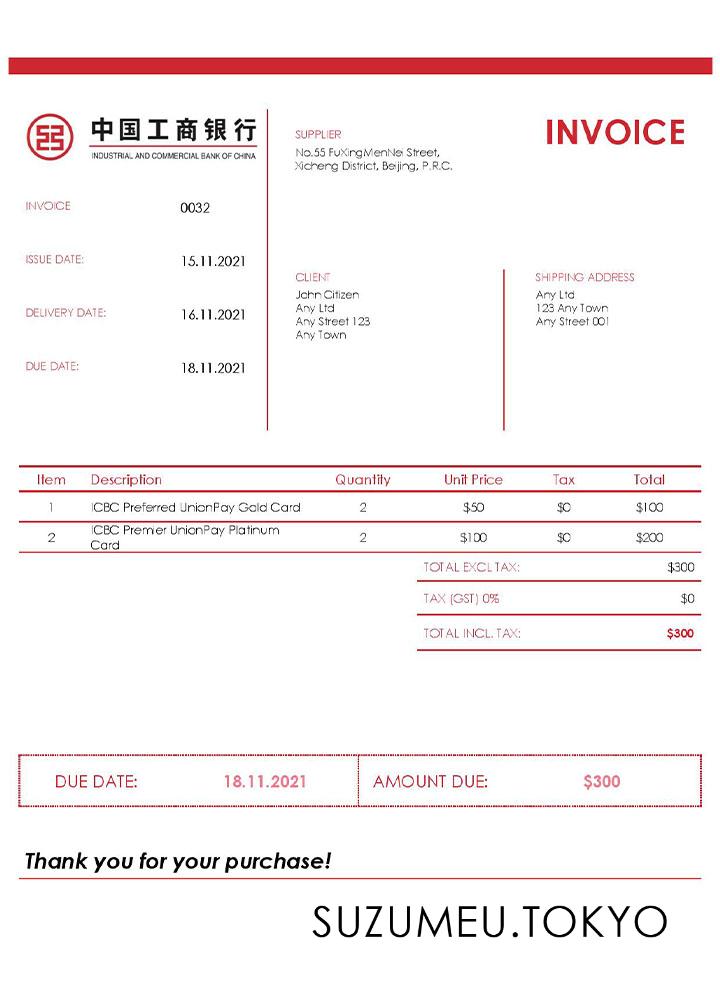 中国工商银行
INDUSTRIAL AND COMMERCIAL BANK OF CHINA
INVOICE 0032
ISSUE DATE: 15.11.2021
DELIVERY DATE: 16.11.2021
DUE DATE: 18.11.2021
SUPPLIER
No.55 FuXingMenNei Street,
Xicheng District, Beijing, P.R.C.
INVOICE
CLIENT
John Citizen
Any Ltd
Any Street 123
Any Town
SHIPPING ADDRESS
Any Ltd
123 Any Town
Any Street 001
Item Description Quantity Unit Price Tax Total
1 ICBC Preferred UnionPay Gold Card 2 $50 $0 $100
2 ICBC Premier UnionPay Platinum Card 2 $100 $0 $200
TOTAL EXCL TAX: $300
TAX (GST) 0% $0
TOTAL INCL. TAX: $300
DUE DATE: 18.11.2021 AMOUNT DUE: $300
Thank you for your purchase!
SUZUMEU.TOKYO